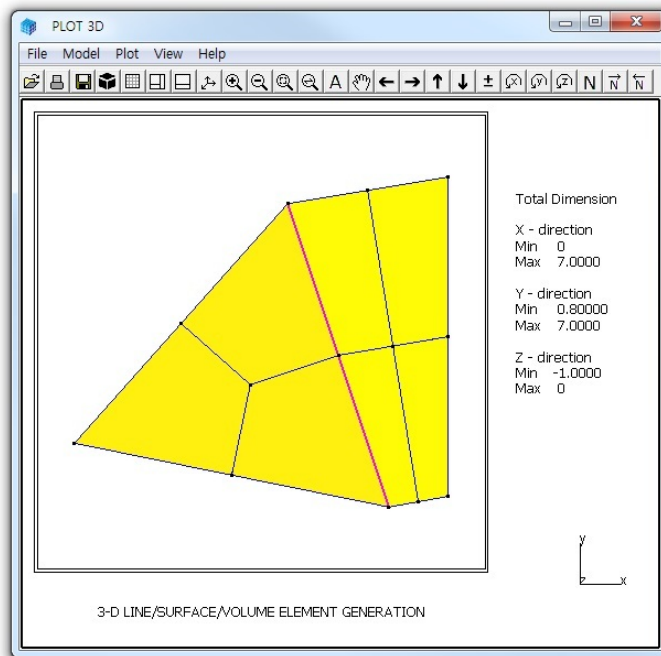 PLOT 3D
File Model Plot View Help
A ± x y z N N N
Total Dimension
X - direction
Min 0
Max 7.0000
Y - direction
Min 0.80000
Max 7.0000
Z - direction
Min -1.0000
Max 0
y
z x
3-D LINE/SURFACE/VOLUME ELEMENT GENERATION